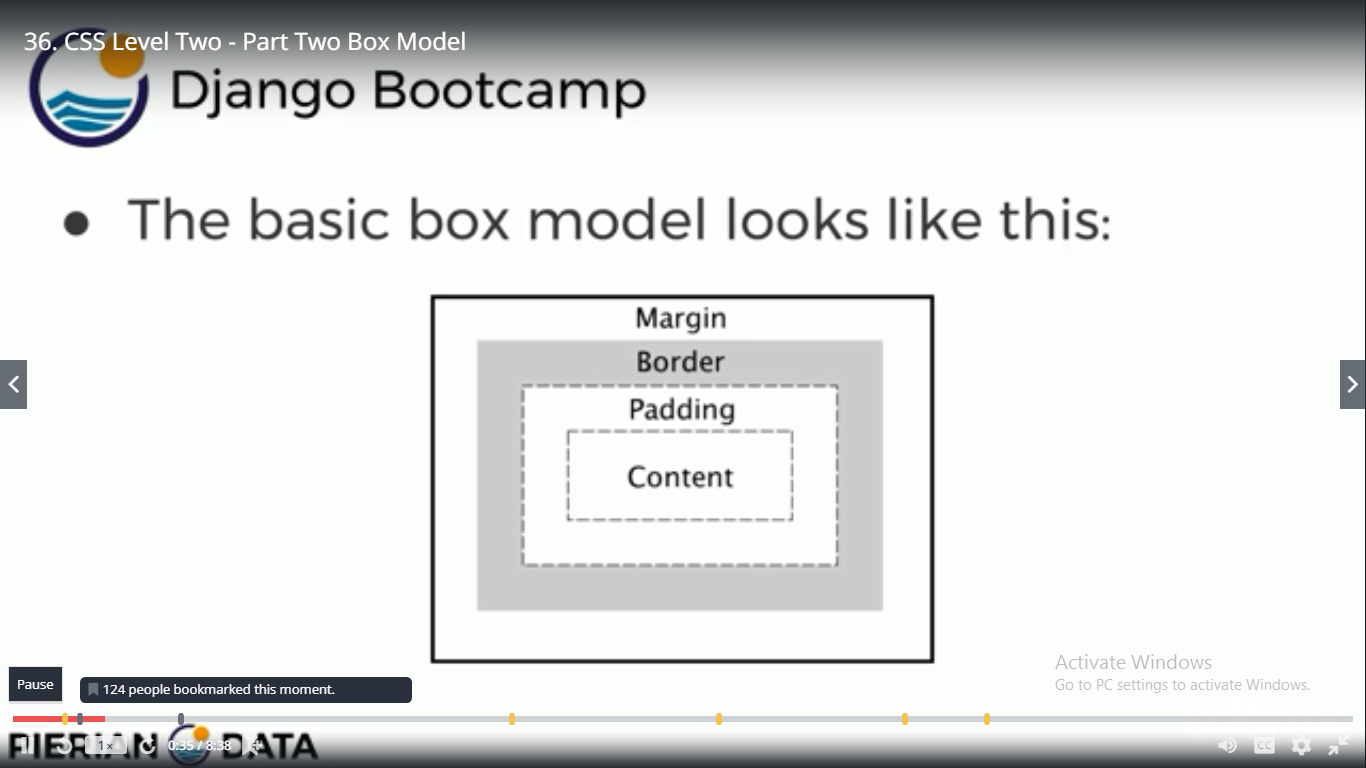 36. CSS Level Two - Part Two Box Model
Django Bootcamp
● The basic box model looks like this:
Margin
Border
Padding
Content
Activate Windows
Go to PC settings to activate Windows.
Pause
124 people bookmarked this moment.
PIERIAN DATA
1x
0:35 / 8:38
CC